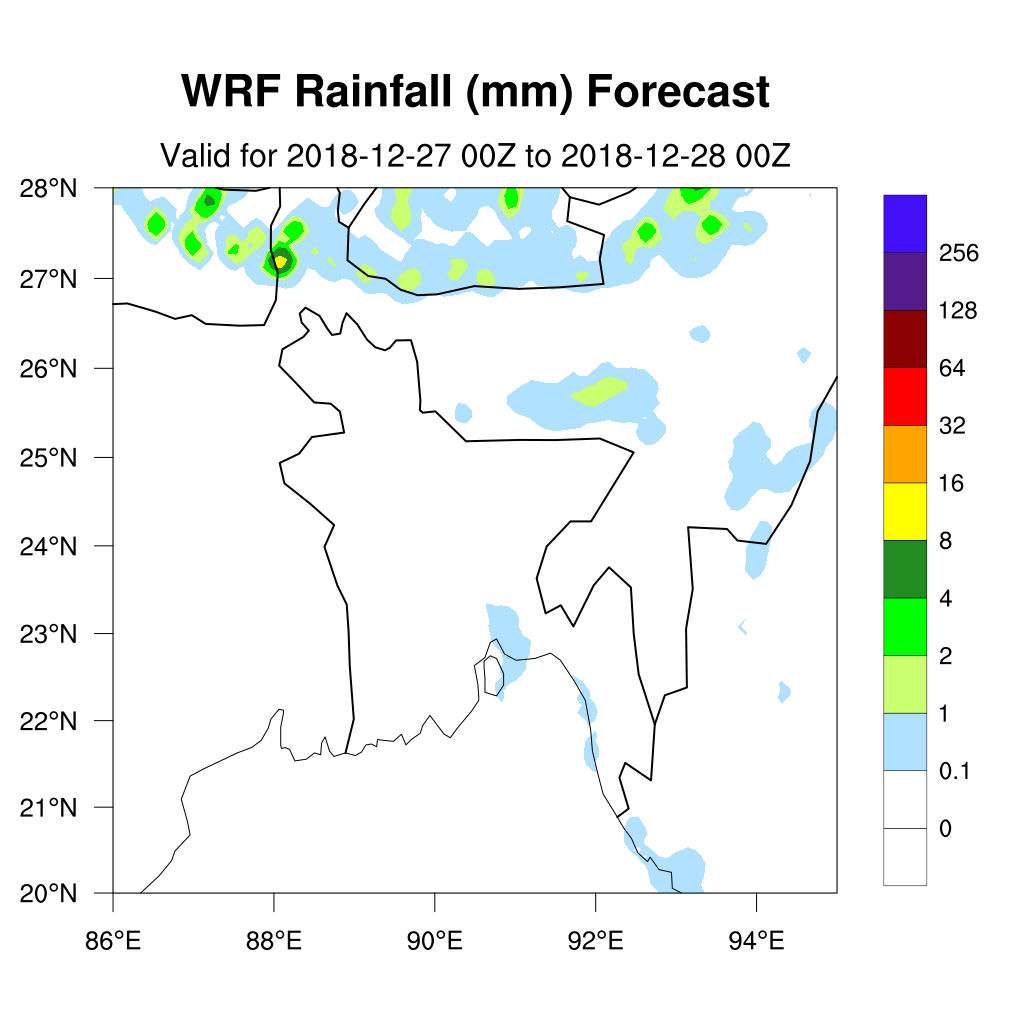 WRF Rainfall (mm) Forecast
Valid for 2018-12-27 00Z to 2018-12-28 00Z
28°N
27°N
26°N
25°N
24°N
23°N
22°N
21°N
20°N
86°E 88°E 90°E 92°E 94°E
256
128
64
32
16
8
4
2
1
0.1
0